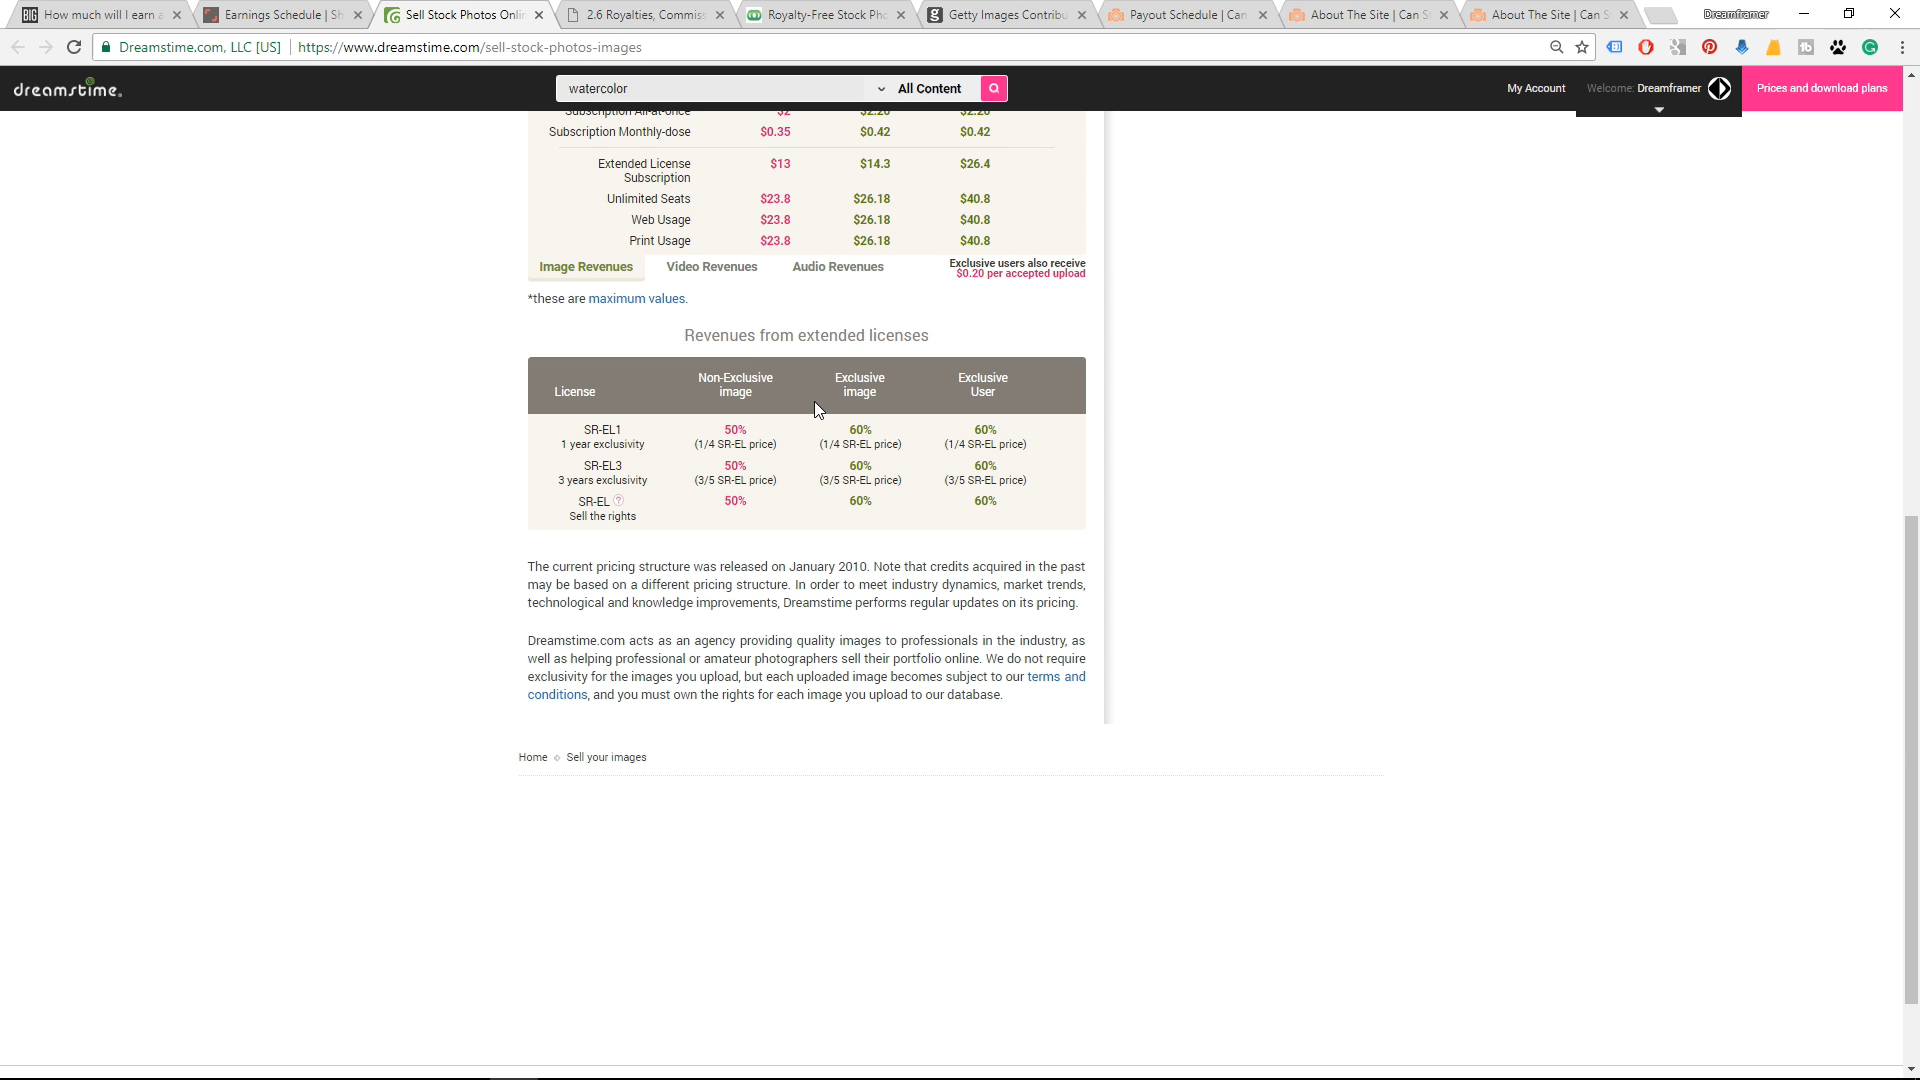 How much will I earn
Earnings Schedule | Sh
Sell Stock Photos Onlin
2.6 Royalties, Commiss
Royalty-Free Stock Pho
Getty Images Contribu
Payout Schedule | Can
About The Site | Can S
About The Site | Can S
Dreamframer
Dreamstime.com, LLC [US]
https://www.dreamstime.com/sell-stock-photos-images
dreamstime.
watercolor
All Content
My Account
Welcome: Dreamframer
Prices and download plans
Subscription All-at-once $2 $2.20 $2.20
Subscription Monthly-dose $0.35 $0.42 $0.42
Extended License Subscription $13 $14.3 $26.4
Unlimited Seats $23.8 $26.18 $40.8
Web Usage $23.8 $26.18 $40.8
Print Usage $23.8 $26.18 $40.8
Image Revenues Video Revenues Audio Revenues
Exclusive users also receive
$0.20 per accepted upload
*these are maximum values.
Revenues from extended licenses
License Non-Exclusive image Exclusive image Exclusive User
SR-EL1 50% 60% 60%
1 year exclusivity (1/4 SR-EL price) (1/4 SR-EL price) (1/4 SR-EL price)
SR-EL3 50% 60% 60%
3 years exclusivity (3/5 SR-EL price) (3/5 SR-EL price) (3/5 SR-EL price)
SR-EL ? 50% 60% 60%
Sell the rights
The current pricing structure was released on January 2010. Note that credits acquired in the past
may be based on a different pricing structure. In order to meet industry dynamics, market trends,
technological and knowledge improvements, Dreamstime performs regular updates on its pricing.
Dreamstime.com acts as an agency providing quality images to professionals in the industry, as
well as helping professional or amateur photographers sell their portfolio online. We do not require
exclusivity for the images you upload, but each uploaded image becomes subject to our terms and
conditions, and you must own the rights for each image you upload to our database.
Home ◇ Sell your images